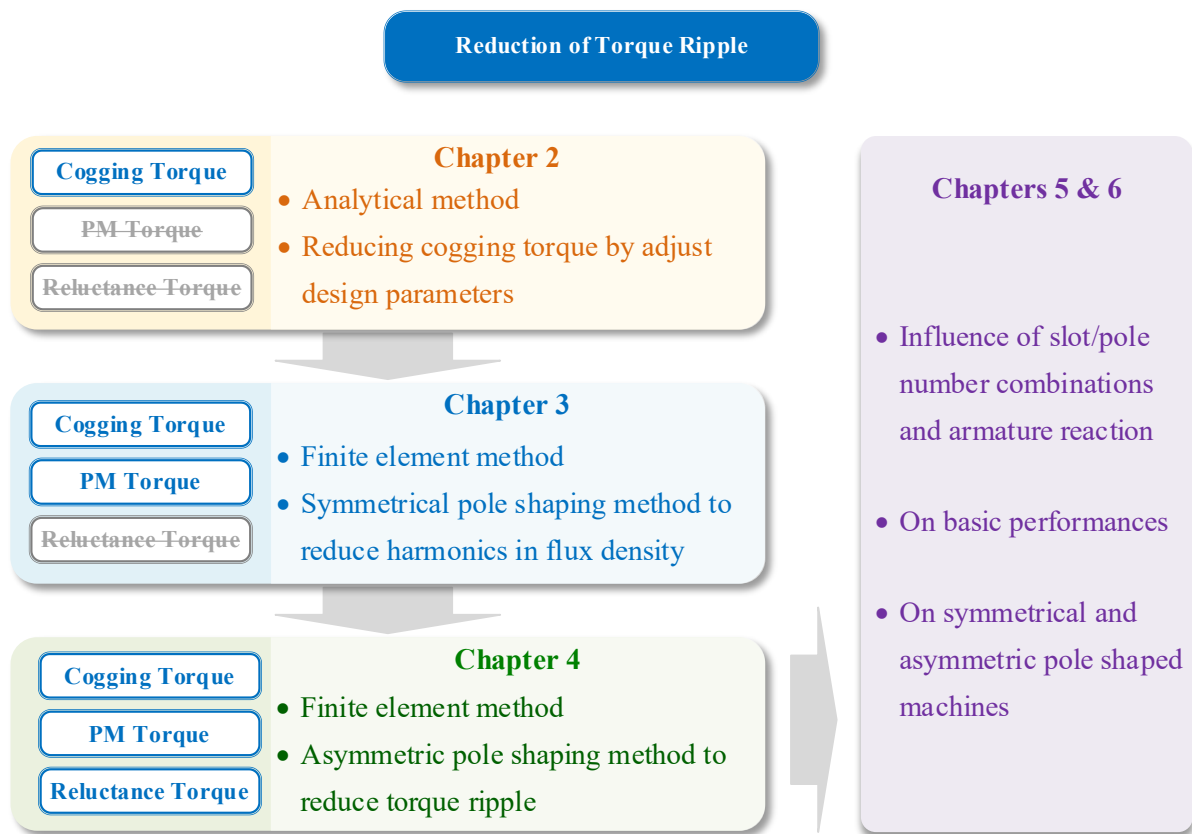 Reduction of Torque Ripple
Cogging Torque
PM Torque
Reluctance Torque
Chapter 2
• Analytical method
• Reducing cogging torque by adjust
design parameters
Cogging Torque
PM Torque
Reluctance Torque
Chapter 3
• Finite element method
• Symmetrical pole shaping method to
reduce harmonics in flux density
Cogging Torque
PM Torque
Reluctance Torque
Chapter 4
• Finite element method
• Asymmetric pole shaping method to
reduce torque ripple
Chapters 5 & 6
• Influence of slot/pole
number combinations
and armature reaction
• On basic performances
• On symmetrical and
asymmetric pole shaped
machines